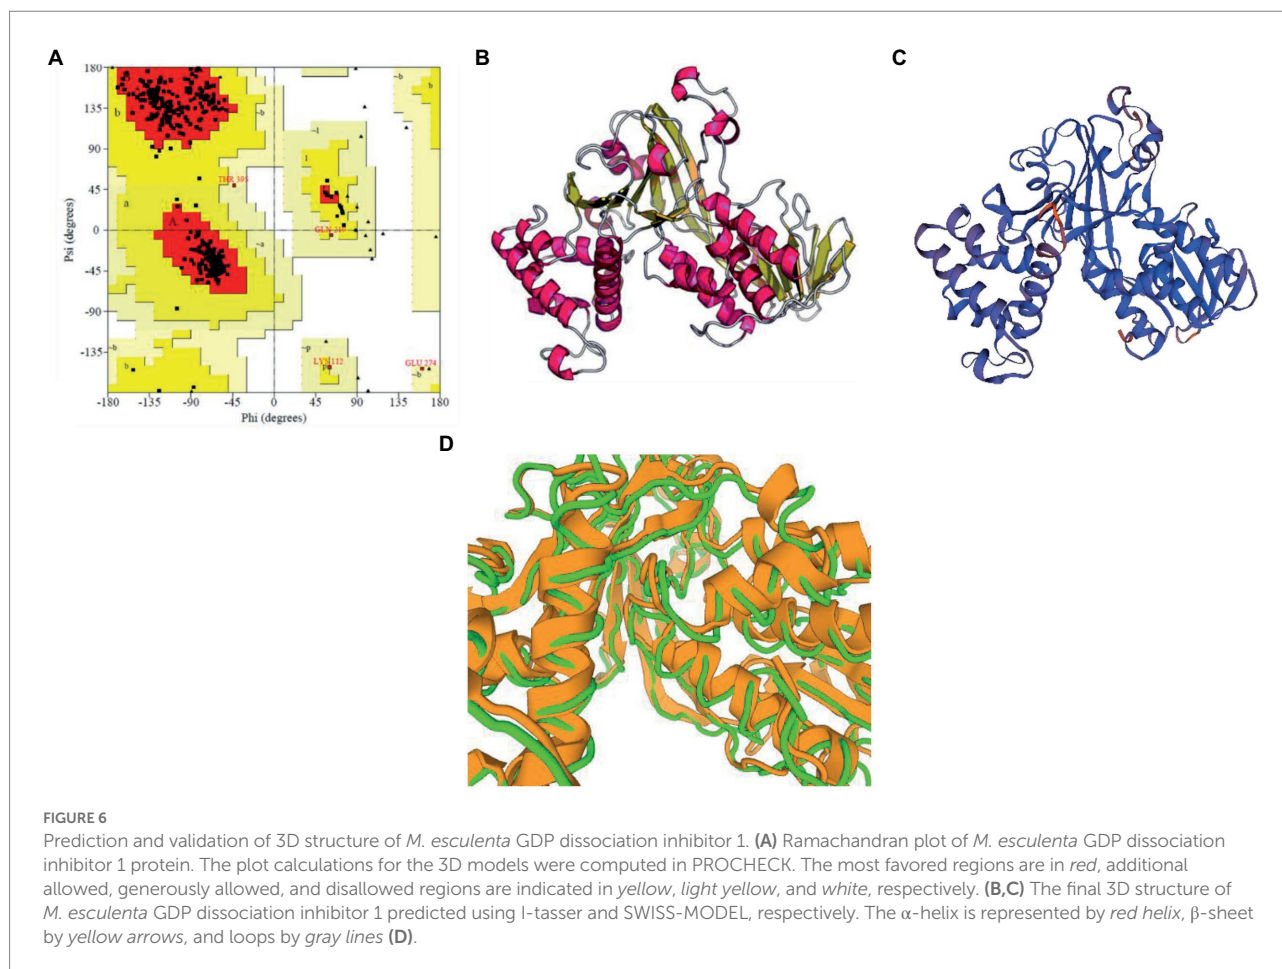 A
B
C
180
135
90
45
0
-45
-90
-135
-180
-135
-90
-45
0
45
90
135
180
Psi (degrees)
Phi (degrees)
b
~b
~b
b
~l
l
a
A
~a
~b
b
~p
p
~b
LYS 112
GLU 274
D
FIGURE 6
Prediction and validation of 3D structure of M. esculenta GDP dissociation inhibitor 1. (A) Ramachandran plot of M. esculenta GDP dissociation
inhibitor 1 protein. The plot calculations for the 3D models were computed in PROCHECK. The most favored regions are in red, additional
allowed, generously allowed, and disallowed regions are indicated in yellow, light yellow, and white, respectively. (B,C) The final 3D structure of
M. esculenta GDP dissociation inhibitor 1 predicted using I-tasser and SWISS-MODEL, respectively. The α-helix is represented by red helix, β-sheet
by yellow arrows, and loops by gray lines (D).